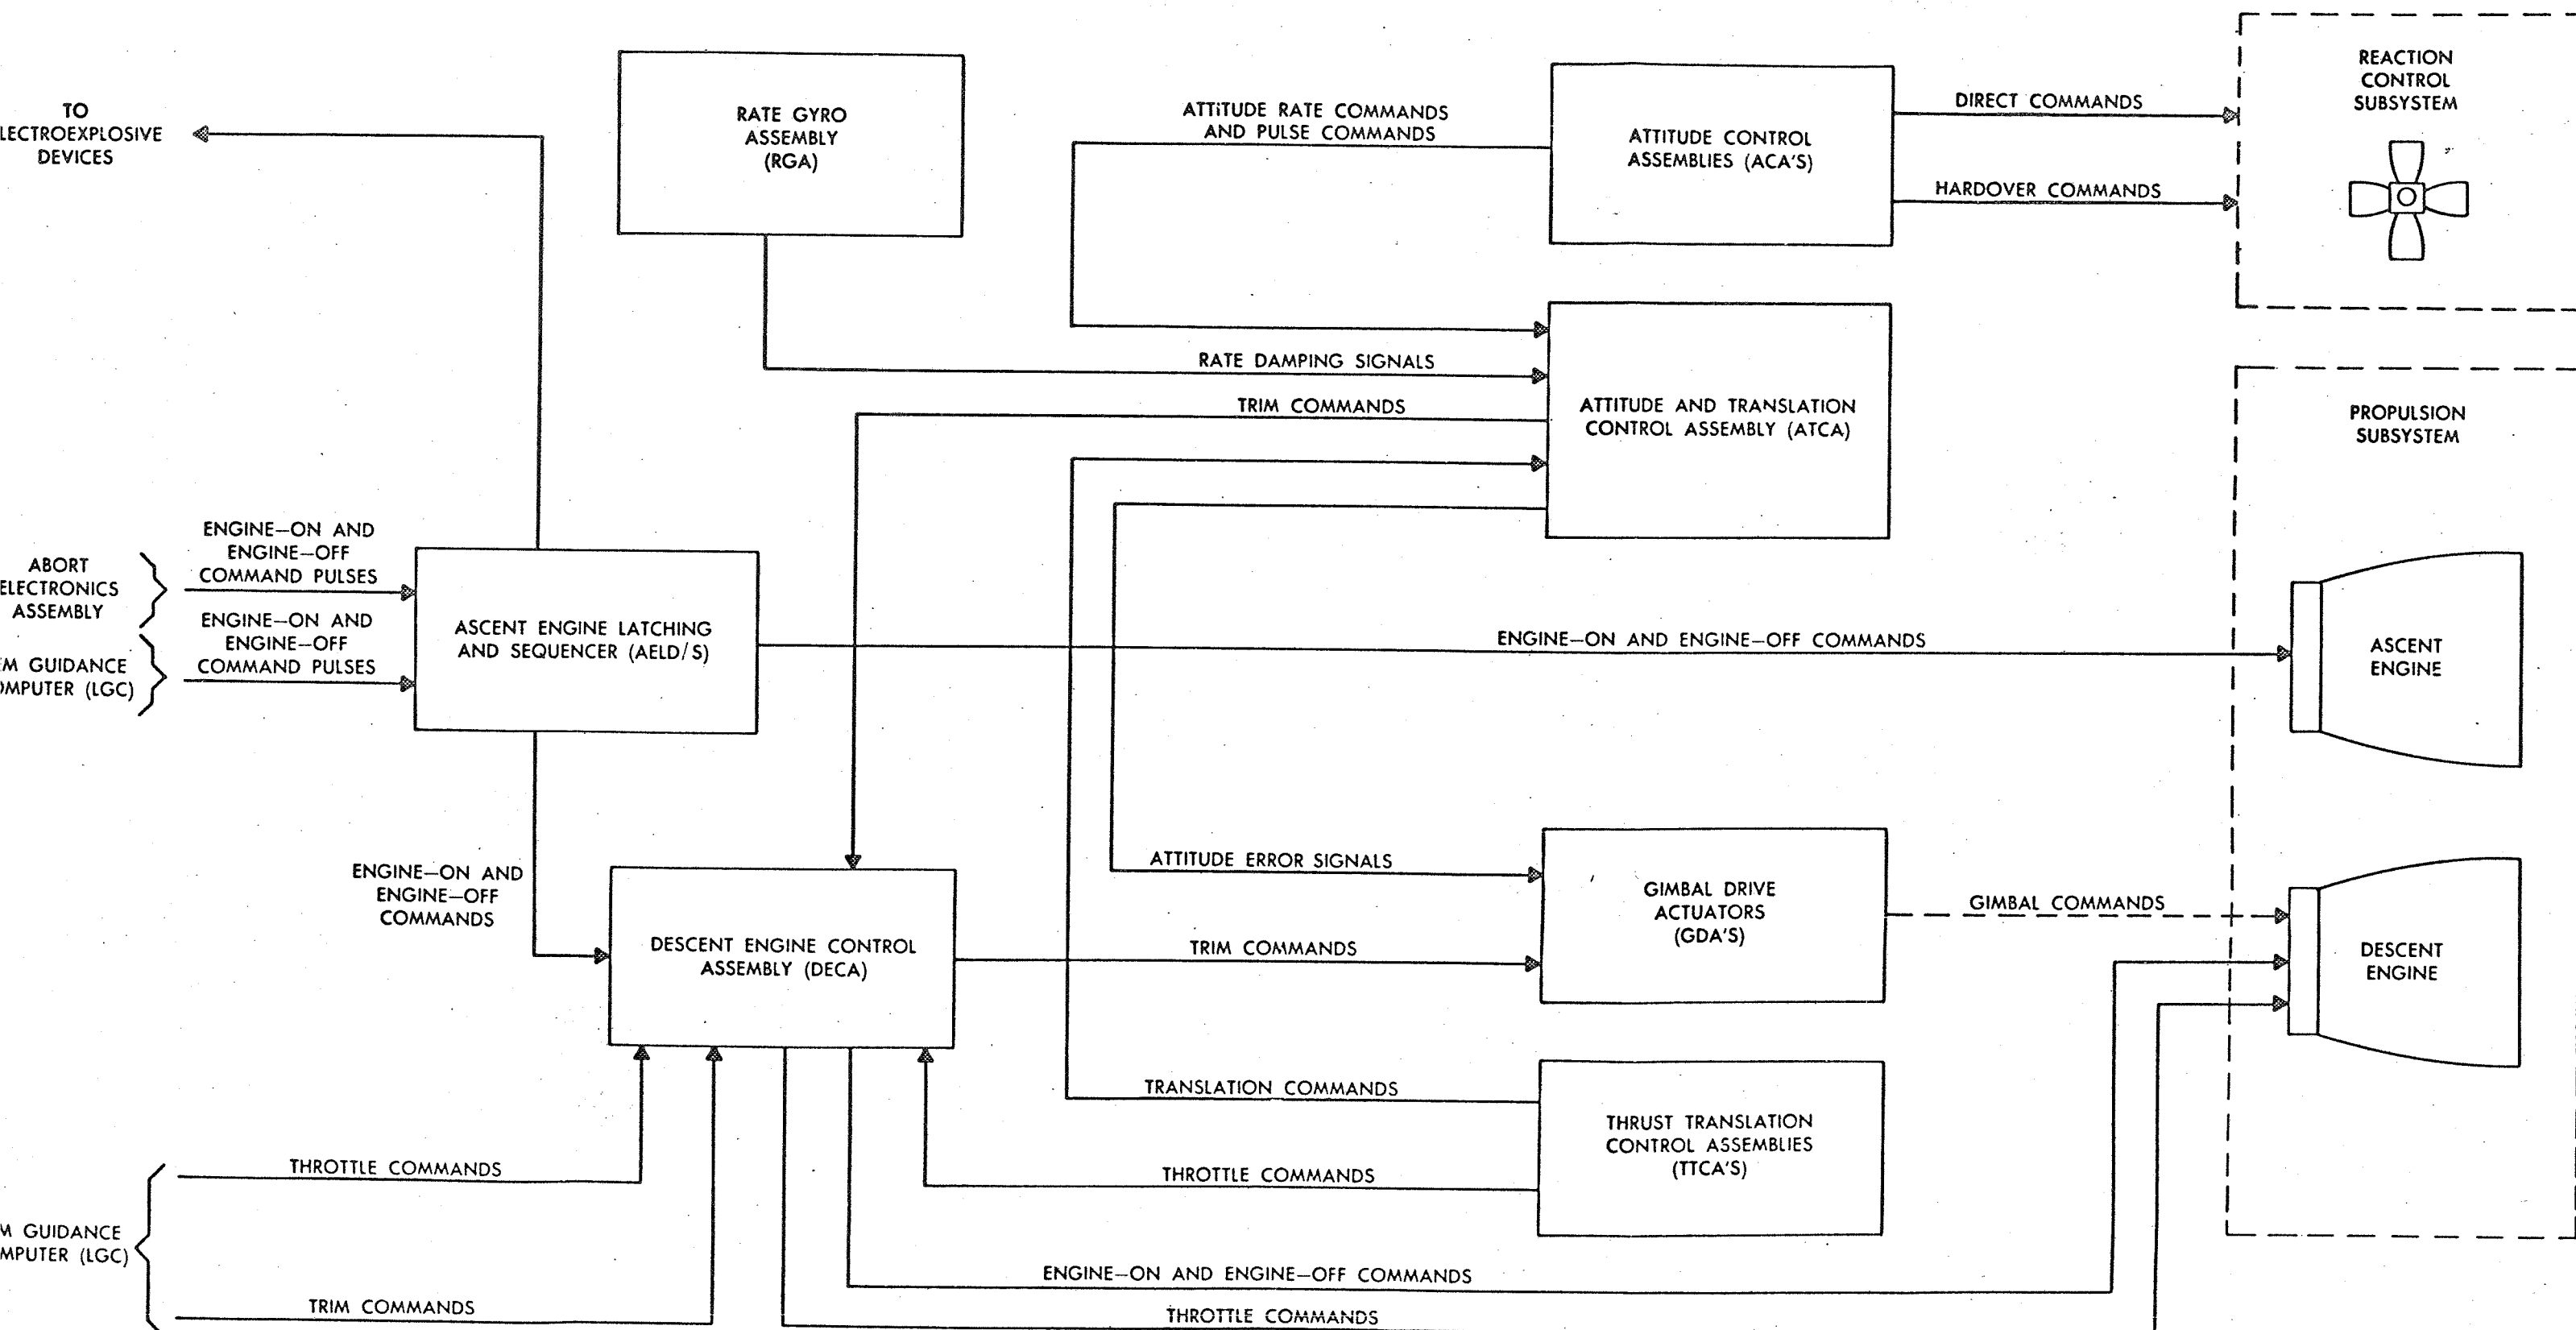 TO
LECTROEXPLOSIVE
DEVICES
RATE GYRO
ASSEMBLY
(RGA)
ATTITUDE RATE COMMANDS
AND PULSE COMMANDS
ATTITUDE CONTROL
ASSEMBLIES (ACA'S)
DIRECT COMMANDS
HARDOVER COMMANDS
REACTION
CONTROL
SUBSYSTEM
RATE DAMPING SIGNALS
TRIM COMMANDS
ATTITUDE AND TRANSLATION
CONTROL ASSEMBLY (ATCA)
PROPULSION
SUBSYSTEM
ABORT
ELECTRONICS
ASSEMBLY
ENGINE—ON AND
ENGINE—OFF
COMMAND PULSES
EM GUIDANCE
OMPUTER (LGC)
ENGINE—ON AND
ENGINE—OFF
COMMAND PULSES
ASCENT ENGINE LATCHING
AND SEQUENCER (AELD/S)
ENGINE—ON AND ENGINE—OFF COMMANDS
ASCENT
ENGINE
ENGINE—ON AND
ENGINE—OFF
COMMANDS
DESCENT ENGINE CONTROL
ASSEMBLY (DECA)
ATTITUDE ERROR SIGNALS
TRIM COMMANDS
GIMBAL DRIVE
ACTUATORS
(GDA'S)
GIMBAL COMMANDS
DESCENT
ENGINE
TRANSLATION COMMANDS
THROTTLE COMMANDS
THRUST TRANSLATION
CONTROL ASSEMBLIES
(TTCA'S)
THROTTLE COMMANDS
M GUIDANCE
MPUTER (LGC)
TRIM COMMANDS
ENGINE—ON AND ENGINE—OFF COMMANDS
THROTTLE COMMANDS